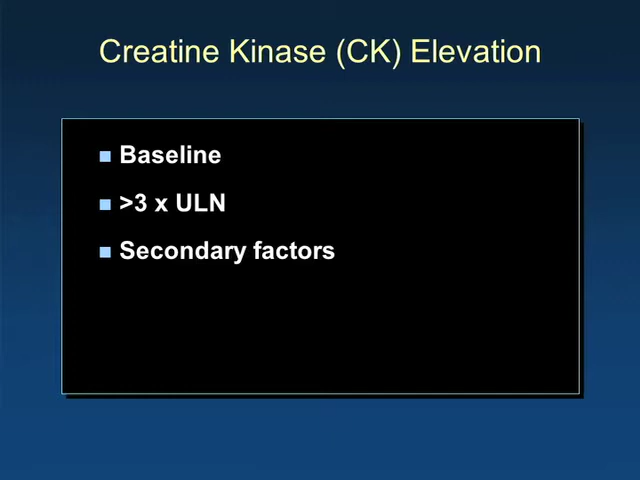 Creatine Kinase (CK) Elevation
Baseline
>3 x ULN
Secondary factors